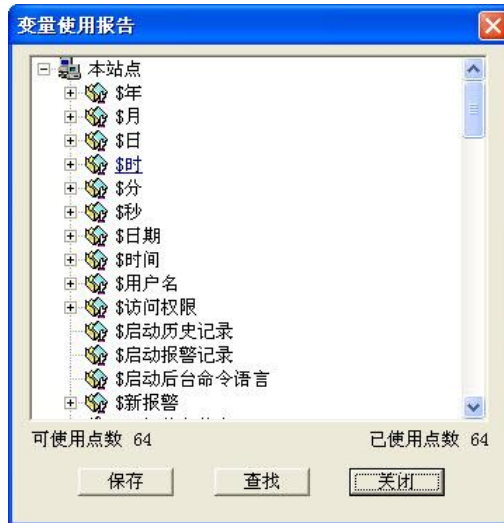 变量使用报告
本站点
$年
$月
$日
$时
$分
$秒
$日期
$时间
$用户名
$访问权限
$启动历史记录
$启动报警记录
$启动后台命令语言
$新报警
可使用点数 64 已使用点数 64
保存 查找 关闭